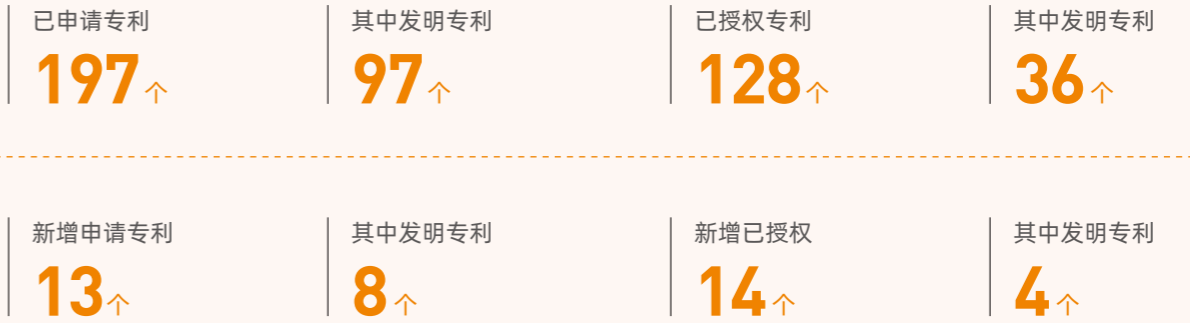 已申请专利 其中发明专利 已授权专利 其中发明专利
197个 97个 128个 36个
新增申请专利 其中发明专利 新增已授权 其中发明专利
13个 8个 14个 4个